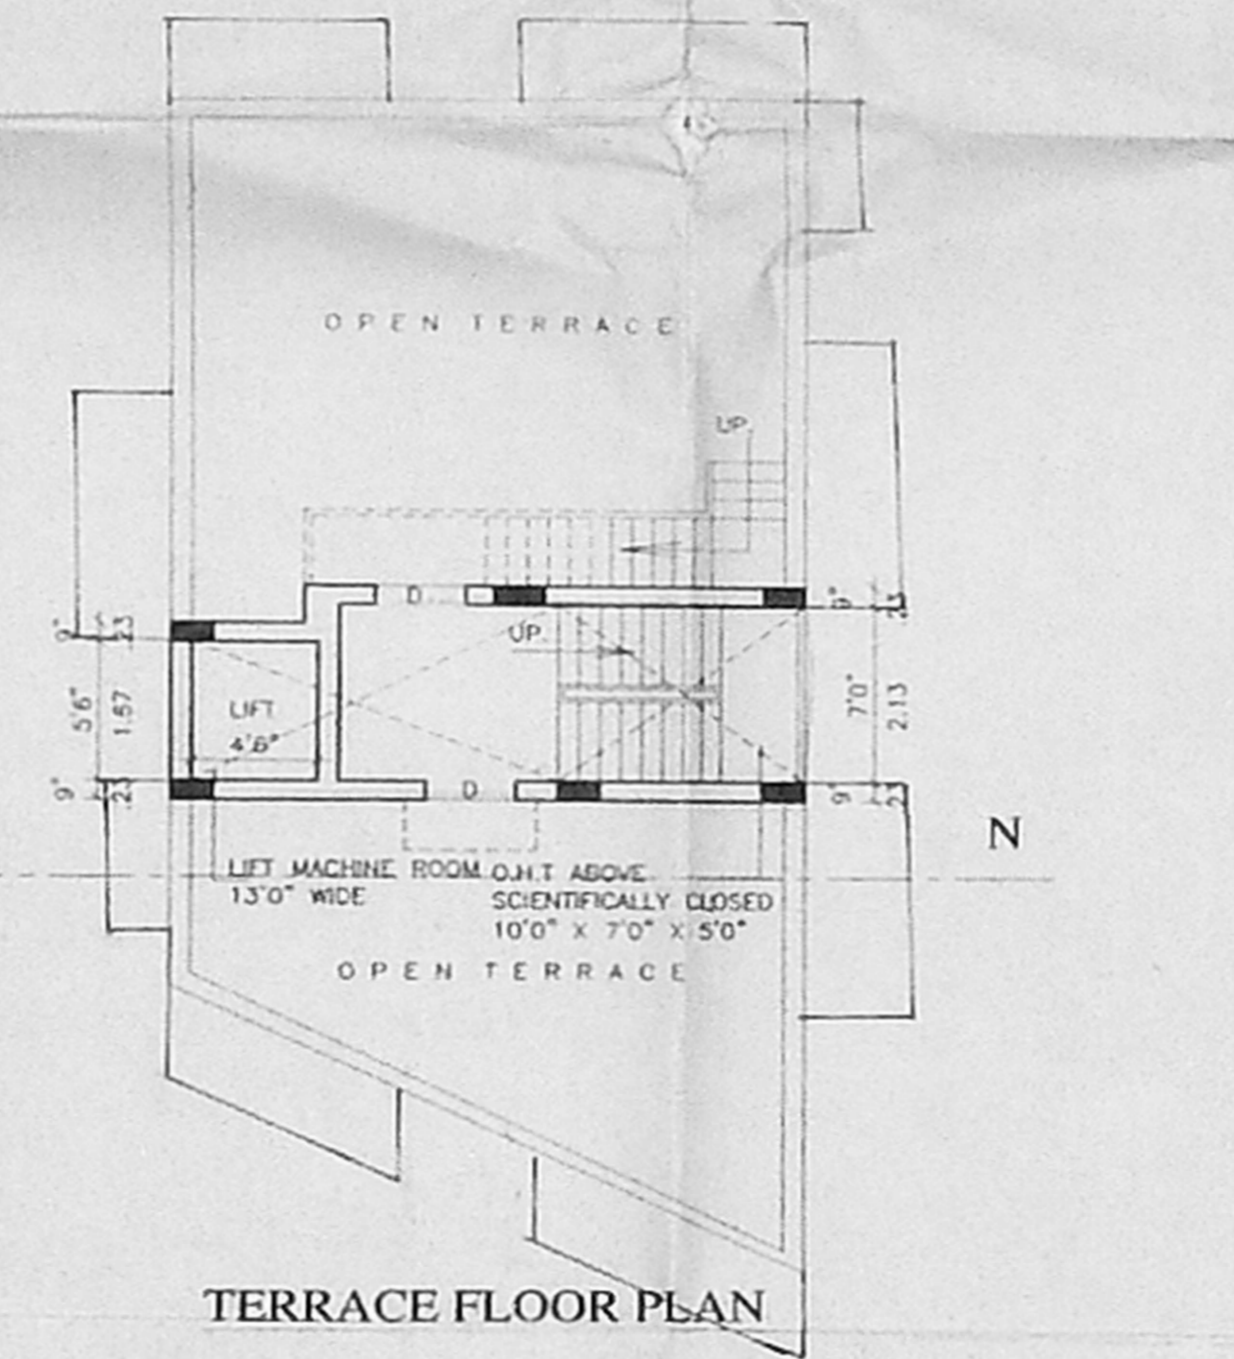 OPEN TERRACE
UP
D
UP
9"
.23
5'6"
1.67
9"
.23
LIFT
4'6"
9"
.23
7'0"
2.13
9"
.23
D
N
LIFT MACHINE ROOM
13'0" WIDE
O.H.T ABOVE
SCIENTIFICALLY CLOSED
10'0" X 7'0" X 5'0"
OPEN TERRACE
TERRACE FLOOR PLAN